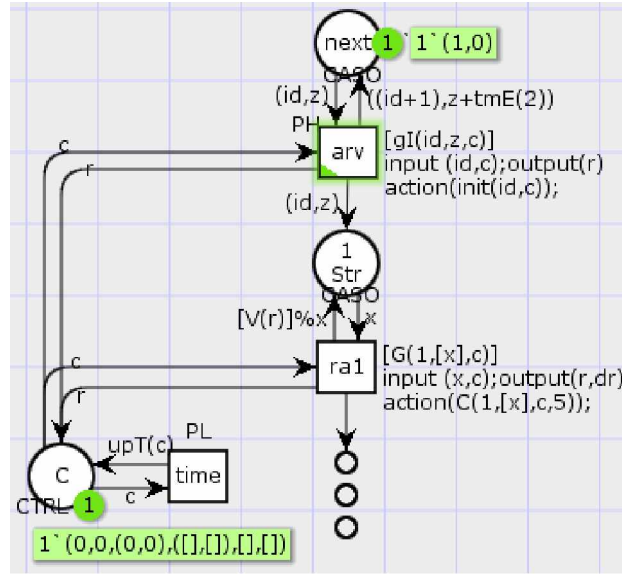 next 1 1`(1,0)
CASO
(id,z) ((id+1),z+tmE(2))
PH
arv
[gI(id,z,c)]
input (id,c);output(r)
action(init(id,c));
c
r
(id,z)
1
Str
CASO
[V(r)]%x x
ra1
[G(1,[x],c)]
input (x,c);output(r,dr)
action(C(1,[x],c,5));
c
r
PL
upT(c)
C
time
c
CTRL 1
1`(0,0,(0,0),([],[]),[],[])